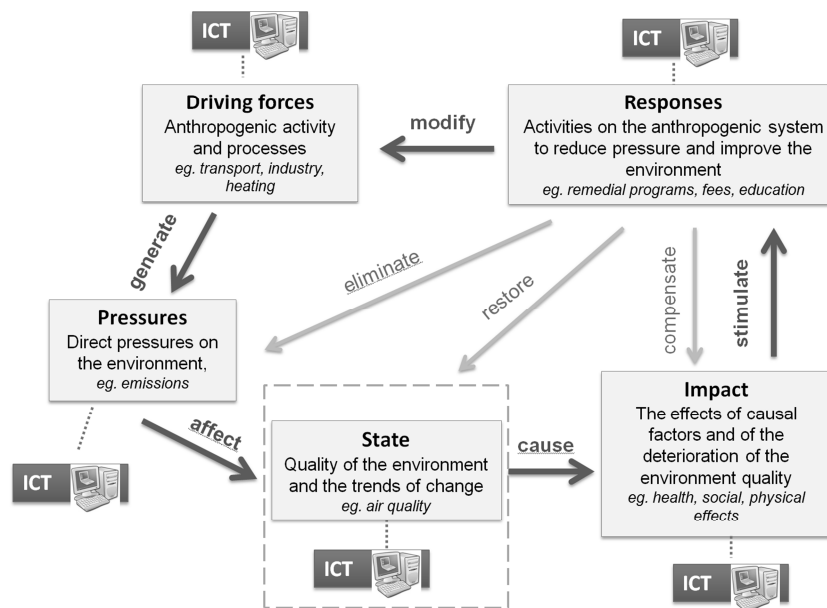 ICT
ICT
Driving forces
Anthropogenic activity
and processes
eg. transport, industry,
heating
modify
Responses
Activities on the anthropogenic system
to reduce pressure and improve the
environment
eg. remedial programs, fees, education
generate
eliminate
restore
compensate
stimulate
Pressures
Direct pressures on
the environment,
eg. emissions
affect
ICT
State
Quality of the environment
and the trends of change
eg. air quality
ICT
cause
Impact
The effects of causal
factors and of the
deterioration of the
environment quality
eg. health, social, physical
effects
ICT